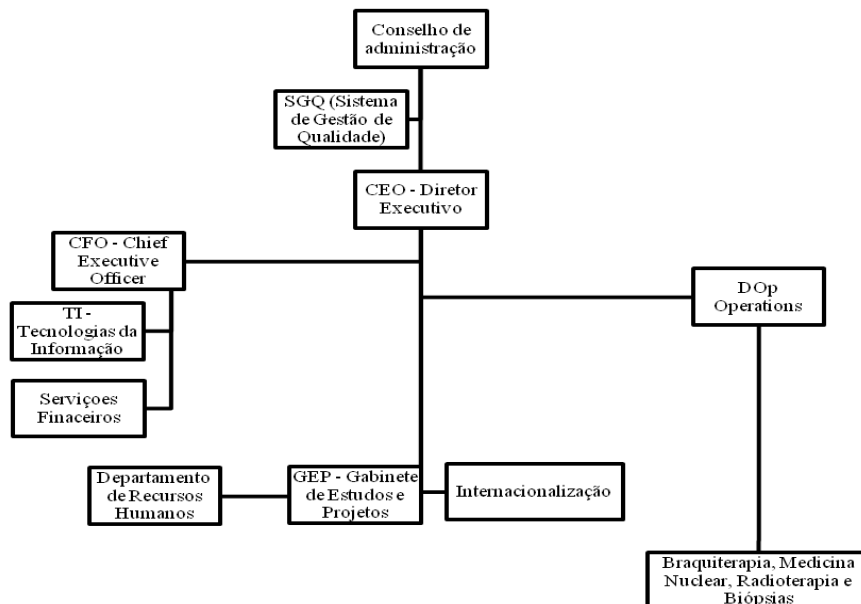 Conselho de
administração
SGQ (Sistema
de Gestão de
Qualidade)
CEO - Diretor
Executivo
CFO - Chief
Executive
Officer
DOp
Operations
TI -
Tecnologias da
Informação
Serviçoes
Finaceiros
Departamento
de Recursos
Humanos
GEP - Gabinete
de Estudos e
Projetos
Internacionalização
Braquiterapia, Medicina
Nuclear, Radioterapia e
Biópsias